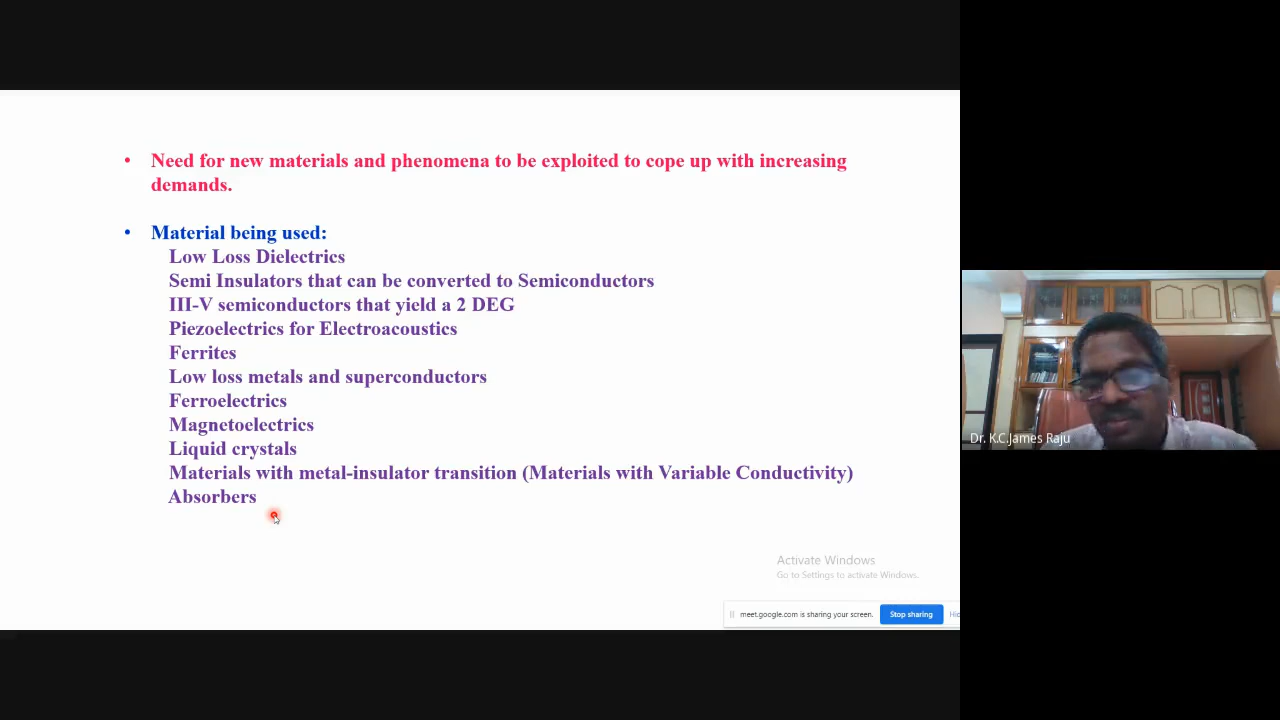 • Need for new materials and phenomena to be exploited to cope up with increasing
demands.
• Material being used:
Low Loss Dielectrics
Semi Insulators that can be converted to Semiconductors
III-V semiconductors that yield a 2 DEG
Piezoelectrics for Electroacoustics
Ferrites
Low loss metals and superconductors
Ferroelectrics
Magnetoelectrics
Liquid crystals
Materials with metal-insulator transition (Materials with Variable Conductivity)
Absorbers
Activate Windows
Go to Settings to activate Windows.
meet.google.com is sharing your screen. Stop sharing
Dr. K.C.James Raju